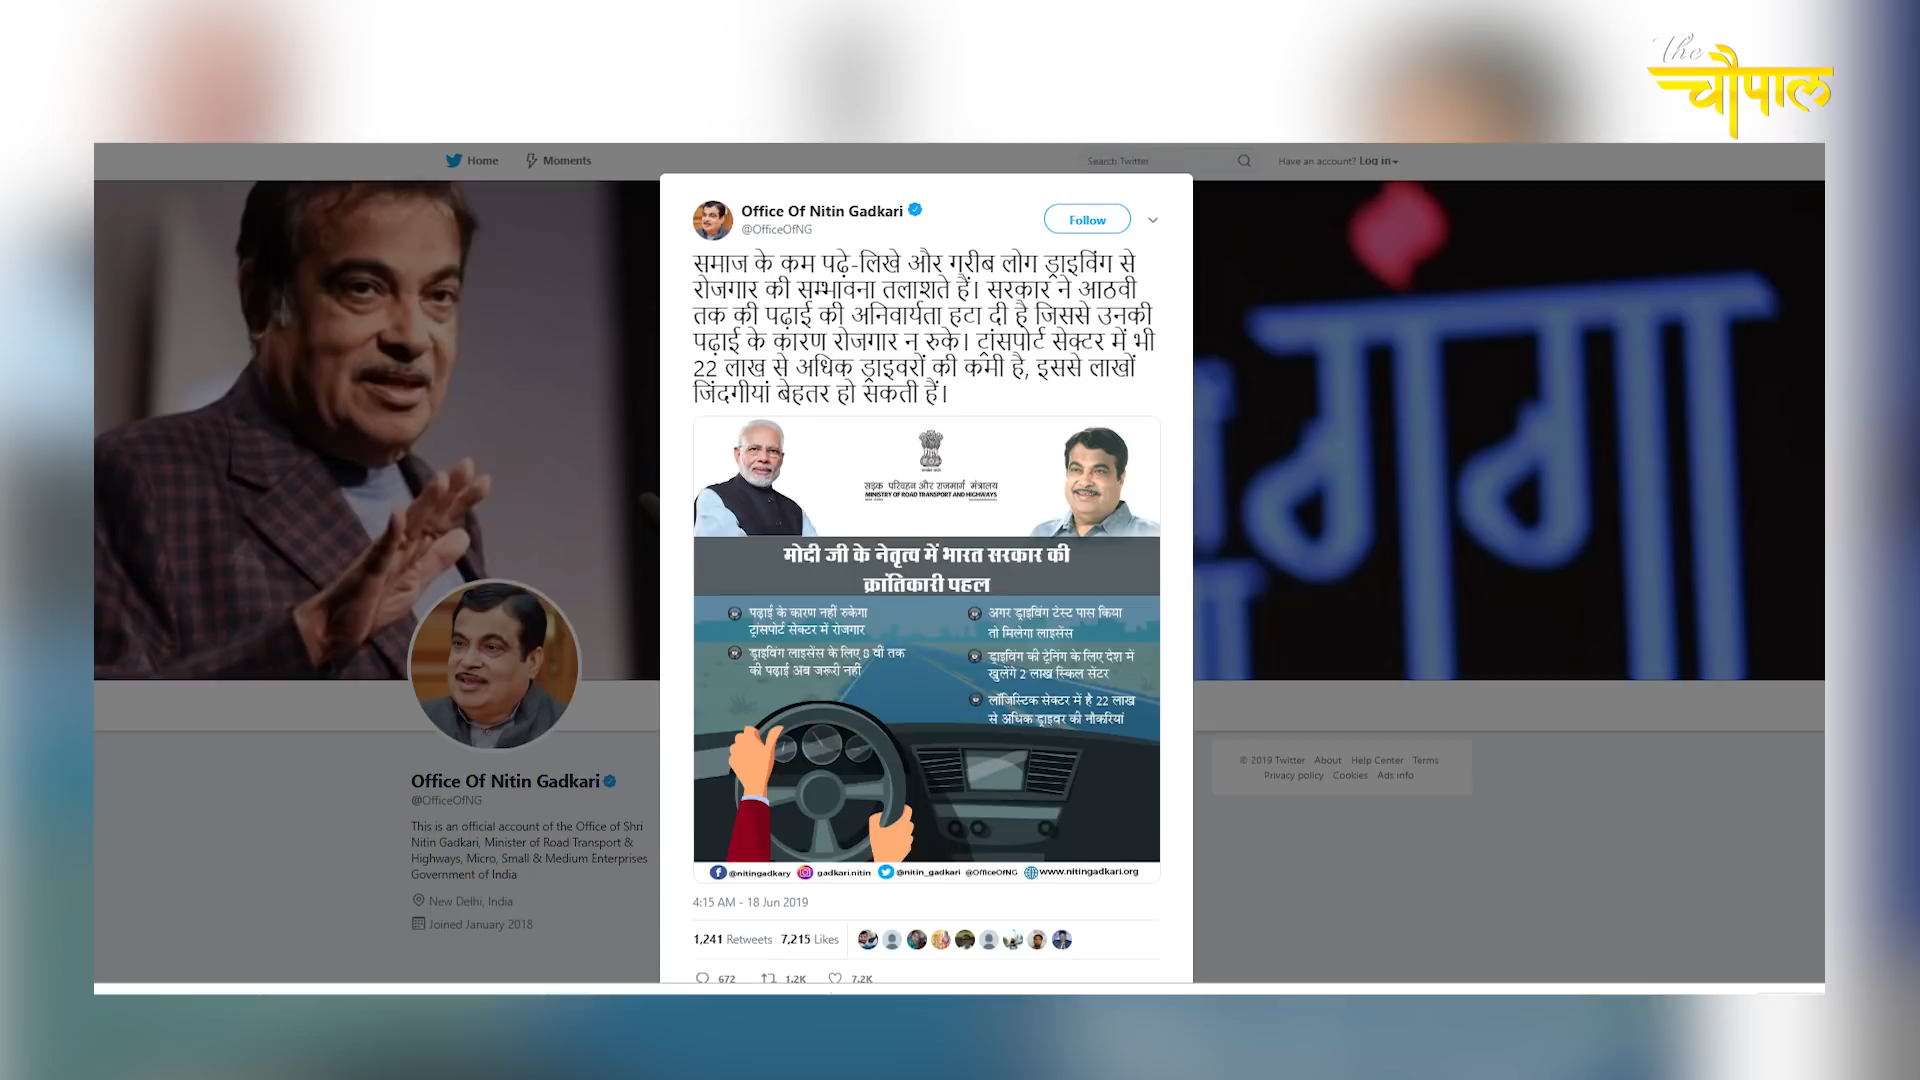 The
चौपाल
Home Moments
Search Twitter
Have an account? Log in
Office Of Nitin Gadkari
@OfficeOfNG
Follow
समाज के कम पढ़े-लिखे और गरीब लोग ड्राइविंग से
रोजगार की सम्भावना तलाशते हैं। सरकार ने आठवी
तक की पढ़ाई की अनिवार्यता हटा दी है जिससे उनकी
पढ़ाई के कारण रोजगार न रुके। ट्रांसपोर्ट सेक्टर में भी
22 लाख से अधिक ड्राइवरों की कमी है, इससे लाखों
जिंदगीयां बेहतर हो सकती हैं।
सड़क परिवहन और राजमार्ग मंत्रालय
MINISTRY OF ROAD TRANSPORT AND HIGHWAYS
मोदी जी के नेतृत्व में भारत सरकार की
क्रांतिकारी पहल
पढ़ाई के कारण नहीं रुकेगा
ट्रांसपोर्ट सेक्टर में रोजगार
ड्राइविंग लाइसेंस के लिए 8 वीं तक
की पढ़ाई अब जरूरी नहीं
अगर ड्राइविंग टेस्ट पास किया
तो मिलेगा लाइसेंस
ड्राइविंग की ट्रेनिंग के लिए देश में
खुलेंगे 2 लाख स्किल सेंटर
लॉजिस्टिक सेक्टर में है 22 लाख
से अधिक ड्राइवर की नौकरियां
@nitingadkary gadkari.nitin @nitin_gadkari @OfficeOfNG www.nitingadkari.org
4:15 AM - 18 Jun 2019
1,241 Retweets 7,215 Likes
672 1.2K 7.2K
गंगा
Office Of Nitin Gadkari
@OfficeOfNG
This is an official account of the Office of Shri
Nitin Gadkari, Minister of Road Transport &
Highways, Micro, Small & Medium Enterprises
Government of India
New Delhi, India
Joined January 2018
© 2019 Twitter About Help Center Terms
Privacy policy Cookies Ads info